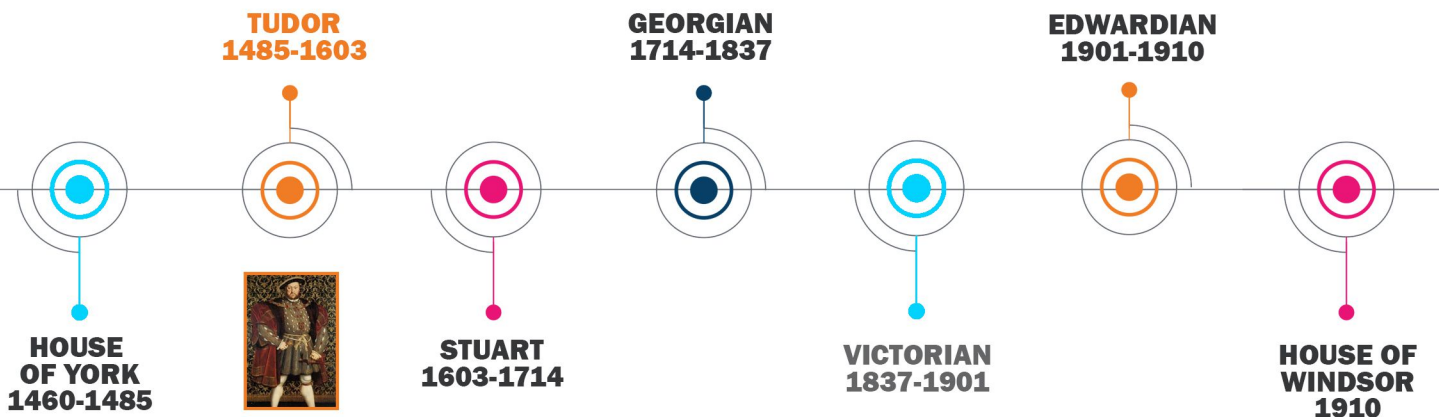 TUDOR
1485-1603
GEORGIAN
1714-1837
EDWARDIAN
1901-1910
HOUSE
OF YORK
1460-1485
STUART
1603-1714
VICTORIAN
1837-1901
HOUSE OF
WINDSOR
1910